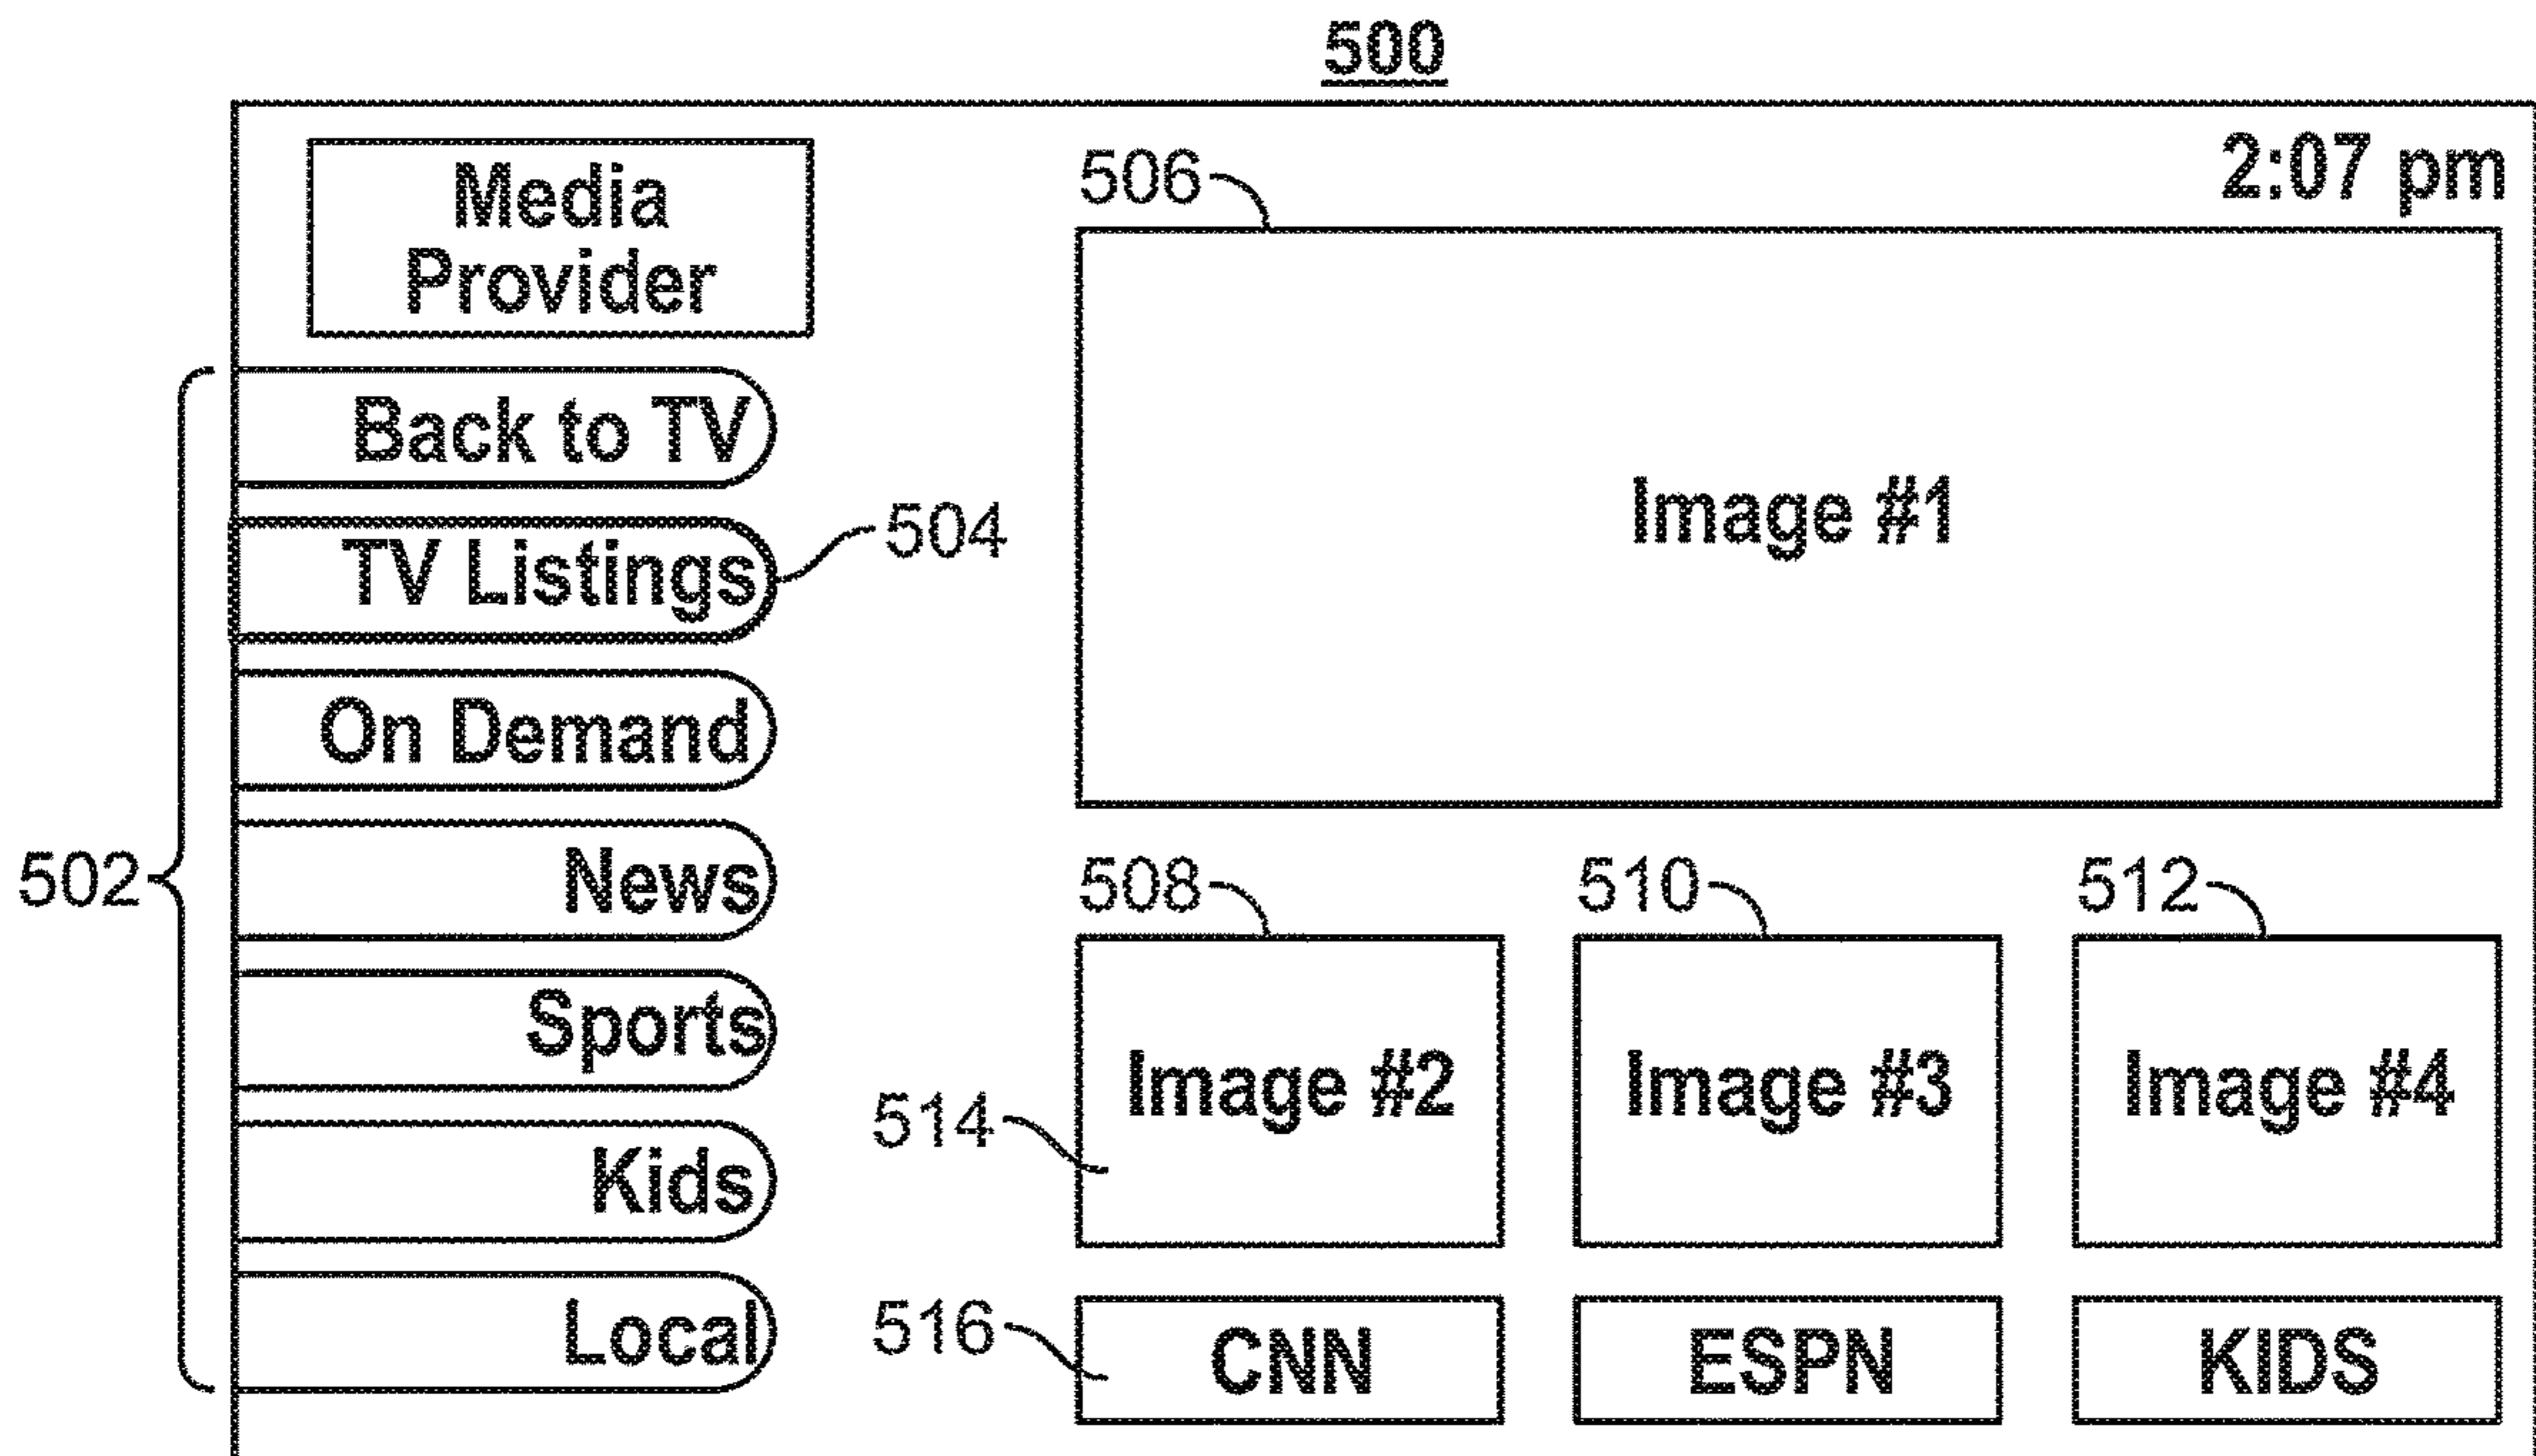 500
2:07 pm
Media
Provider
506
Back to TV
Image #1
TV Listings
504
On Demand
502
News
508
510
512
Sports
Image #2
Image #3
Image #4
514
Kids
Local
516
CNN
ESPN
KIDS